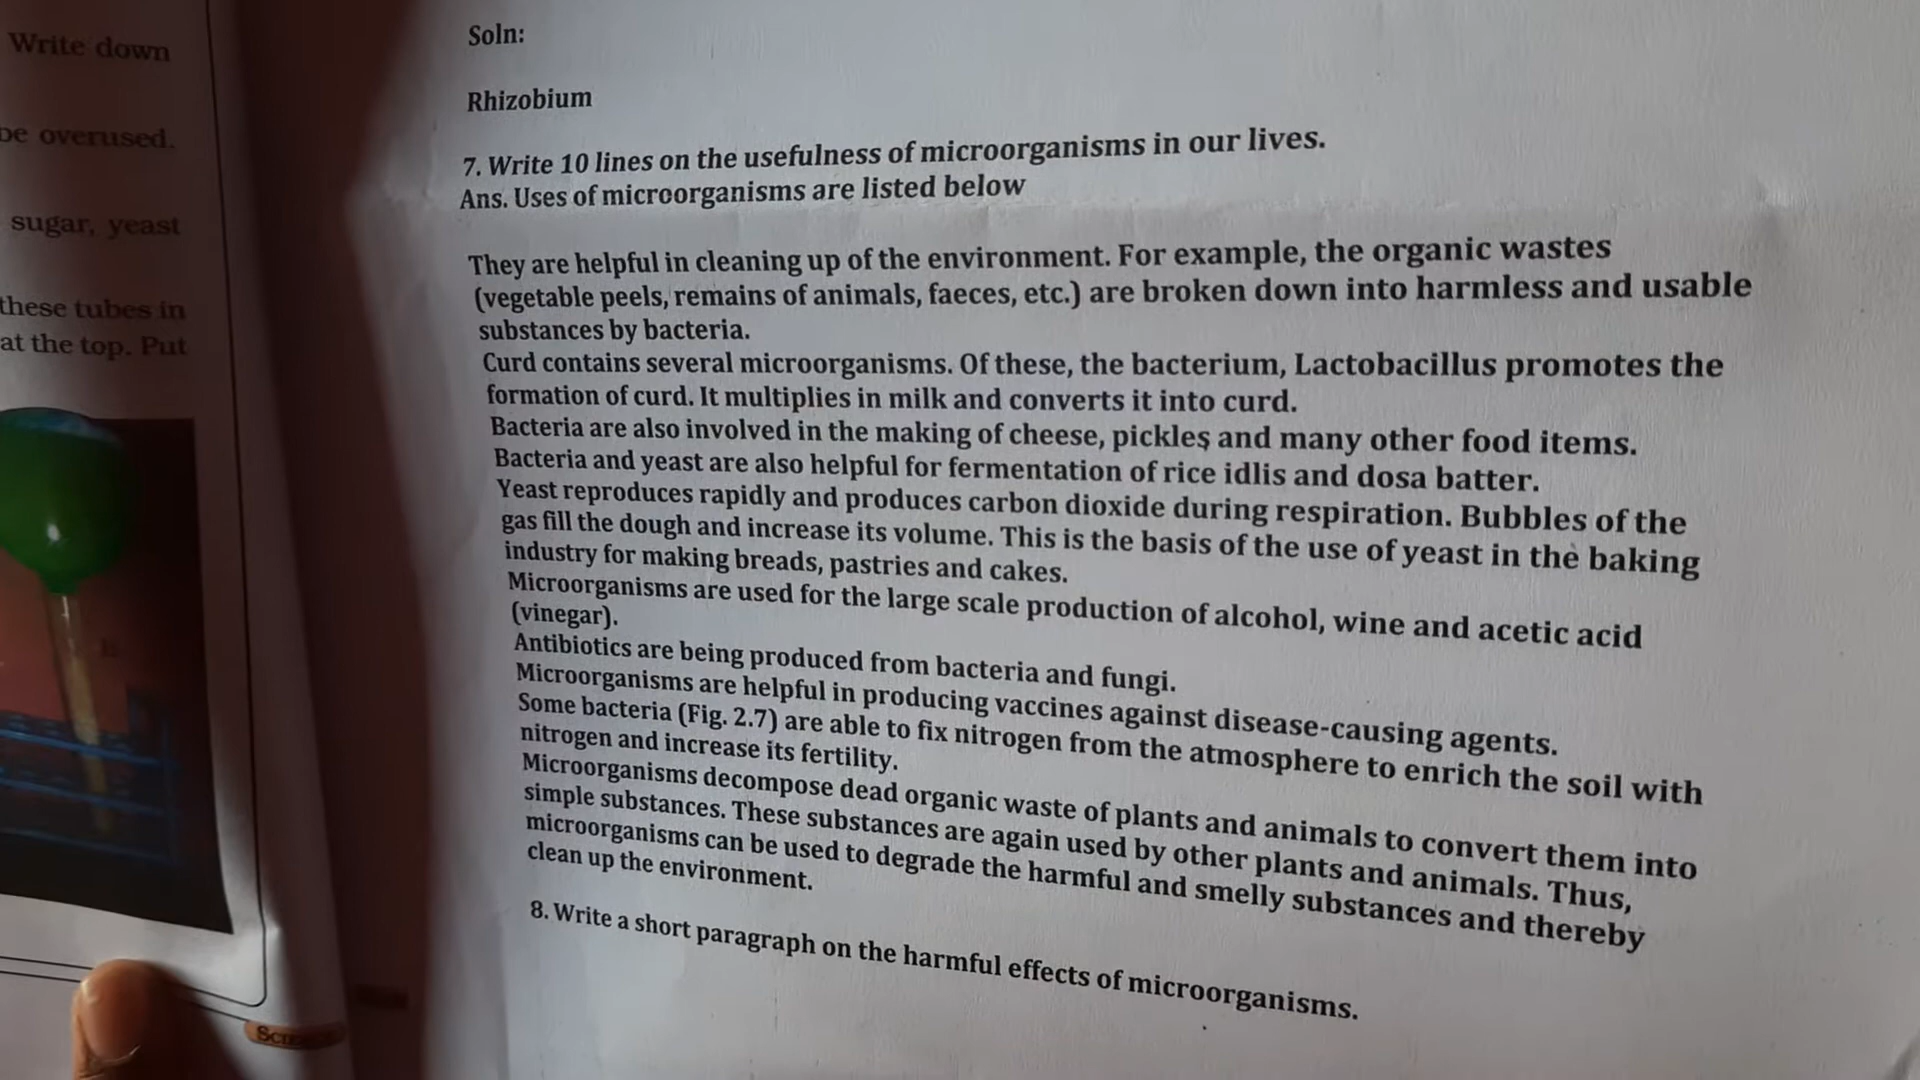 Write down
be overused.
sugar, yeast
these tubes in
at the top. Put
Soln:
Rhizobium
7. Write 10 lines on the usefulness of microorganisms in our lives.
Ans. Uses of microorganisms are listed below
They are helpful in cleaning up of the environment. For example, the organic wastes
(vegetable peels, remains of animals, faeces, etc.) are broken down into harmless and usable
substances by bacteria.
Curd contains several microorganisms. Of these, the bacterium, Lactobacillus promotes the
formation of curd. It multiplies in milk and converts it into curd.
Bacteria are also involved in the making of cheese, pickles and many other food items.
Bacteria and yeast are also helpful for fermentation of rice idlis and dosa batter.
Yeast reproduces rapidly and produces carbon dioxide during respiration. Bubbles of the
gas fill the dough and increase its volume. This is the basis of the use of yeast in the baking
industry for making breads, pastries and cakes.
Microorganisms are used for the large scale production of alcohol, wine and acetic acid
(vinegar).
Antibiotics are being produced from bacteria and fungi.
Microorganisms are helpful in producing vaccines against disease-causing agents.
Some bacteria (Fig. 2.7) are able to fix nitrogen from the atmosphere to enrich the soil with
nitrogen and increase its fertility.
Microorganisms decompose dead organic waste of plants and animals to convert them into
simple substances. These substances are again used by other plants and animals. Thus,
microorganisms can be used to degrade the harmful and smelly substances and thereby
clean up the environment.
8. Write a short paragraph on the harmful effects of microorganisms.